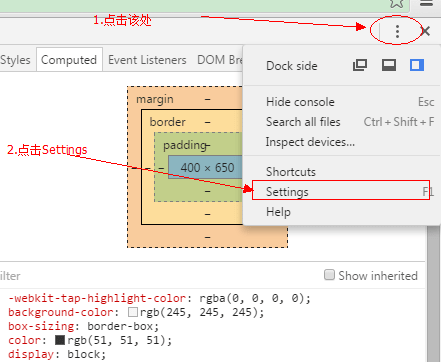 1.点击该处
Styles Computed Event Listeners DOM Bre
Dock side
margin –
Hide console Esc
border –
Search all files Ctrl + Shift + F
2.点击Settings
padding –
Inspect devices...
– – 400 × 650
Shortcuts
–
Settings F1
–
Help
–
ilter
Show inherited
-webkit-tap-highlight-color: rgba(0, 0, 0, 0);
background-color: rgb(245, 245, 245);
box-sizing: border-box;
color: rgb(51, 51, 51);
display: block;